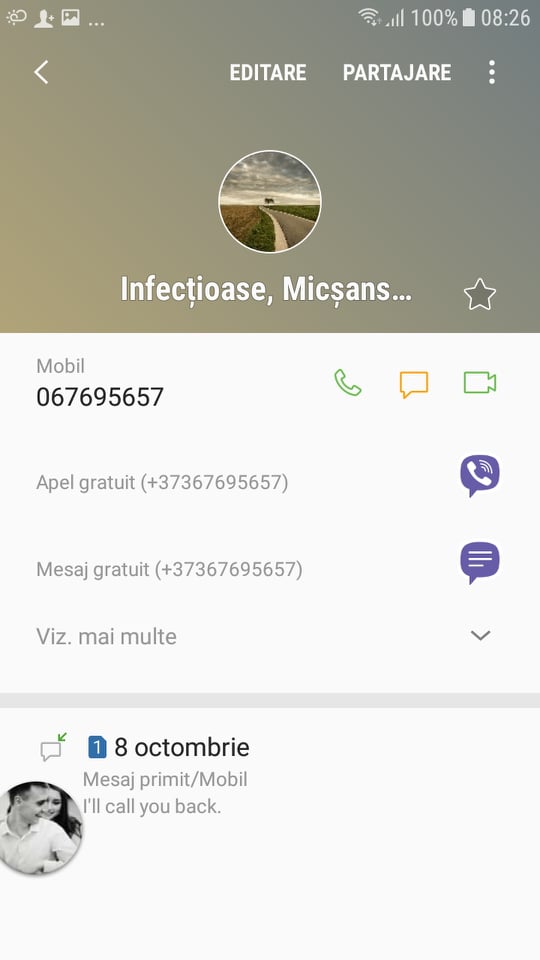 ... 100% 08:26
EDITARE PARTAJARE
Infecțioase, Micșans...
Mobil
067695657
Apel gratuit (+37367695657)
Mesaj gratuit (+37367695657)
Viz. mai multe
1 8 octombrie
Mesaj primit/Mobil
I'll call you back.